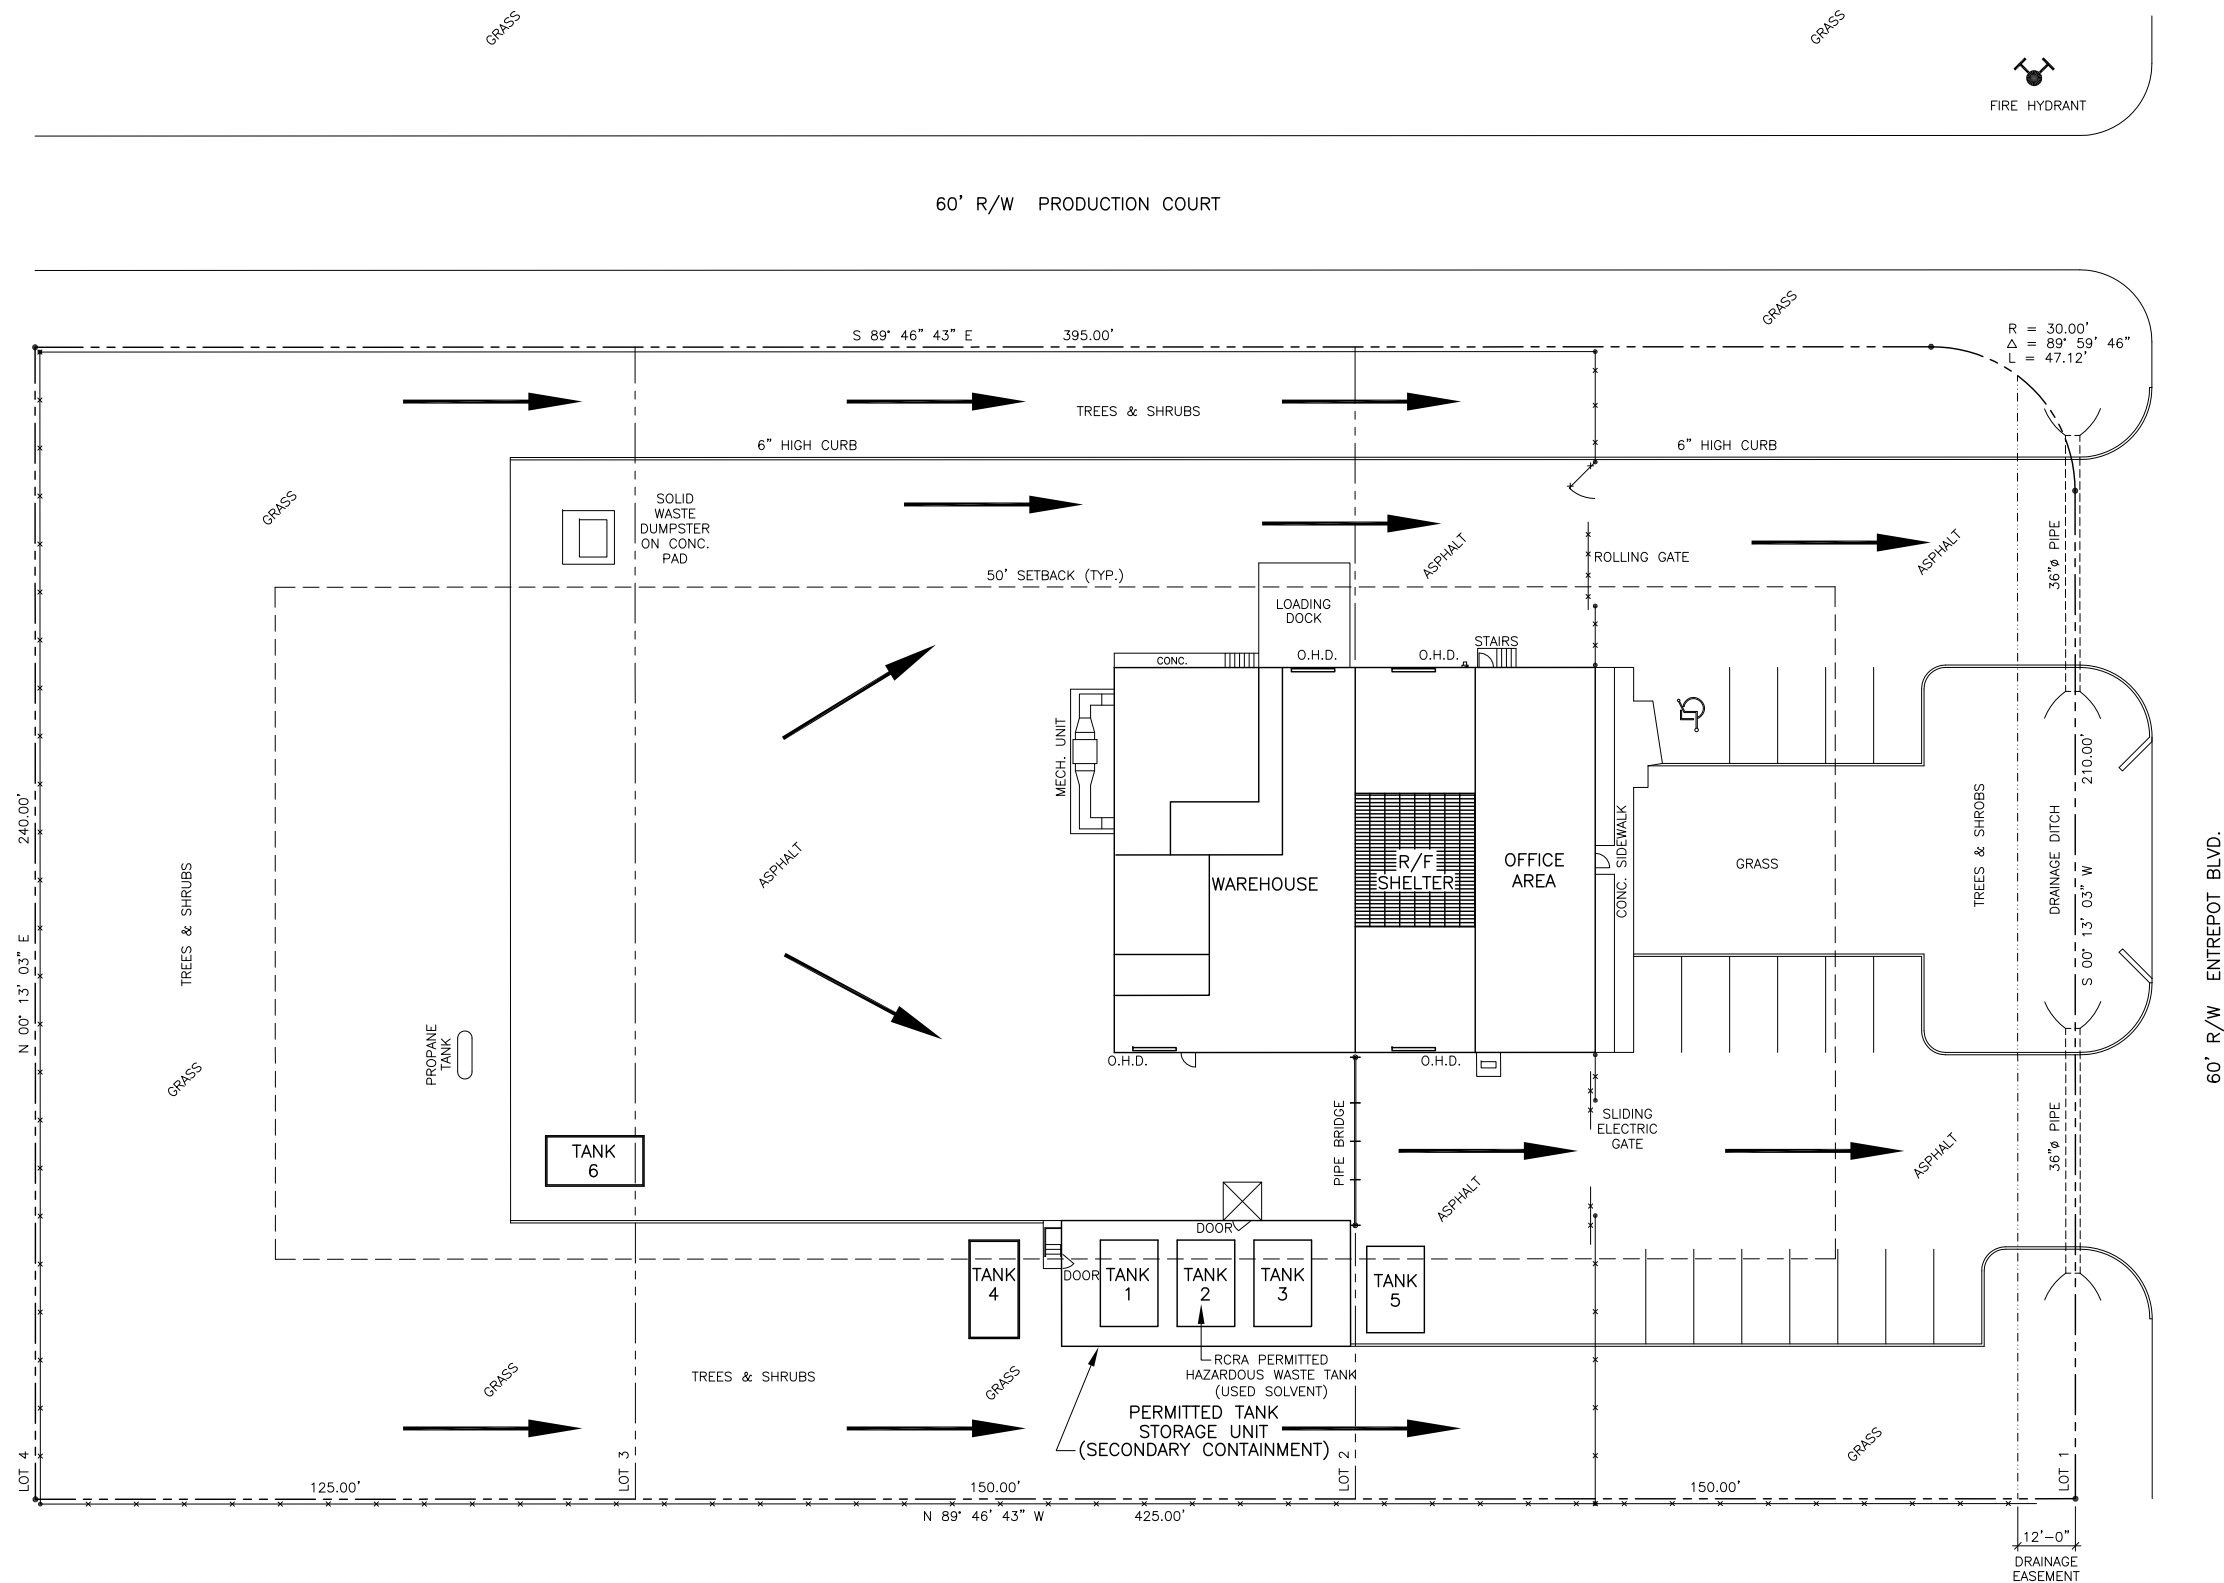 GRASS
GRASS
FIRE HYDRANT
60' R/W PRODUCTION COURT
GRASS
S 89° 46" 43" E 395.00'
R = 30.00'
Δ = 89° 59' 46"
L = 47.12'
TREES & SHRUBS
6" HIGH CURB
6" HIGH CURB
GRASS
SOLID
WASTE
DUMPSTER
ON CONC.
PAD
ASPHALT
ROLLING GATE
ASPHALT
36"ø PIPE
50' SETBACK (TYP.)
LOADING
DOCK
STAIRS
CONC.
O.H.D.
O.H.D.
MECH. UNIT
210.00'
240.00'
ASPHALT
WAREHOUSE
R/F
SHELTER
OFFICE
AREA
CONC. SIDEWALK
GRASS
TREES & SHROBS
DRAINAGE DITCH
S 00° 13' 03" W
60' R/W ENTREPOT BLVD.
TREES & SHRUBS
N 00° 13' 03" E
PROPANE
TANK
GRASS
O.H.D.
O.H.D.
PIPE BRIDGE
SLIDING
ELECTRIC
GATE
36"ø PIPE
ASPHALT
ASPHALT
TANK
6
DOOR
DOOR
TANK
4
TANK
1
TANK
2
TANK
3
TANK
5
RCRA PERMITTED
HAZARDOUS WASTE TANK
(USED SOLVENT)
PERMITTED TANK
STORAGE UNIT
(SECONDARY CONTAINMENT)
GRASS
TREES & SHRUBS
GRASS
GRASS
LOT 4
LOT 3
LOT 2
LOT 1
125.00'
150.00'
150.00'
N 89° 46' 43" W 425.00'
12'-0"
DRAINAGE
EASEMENT